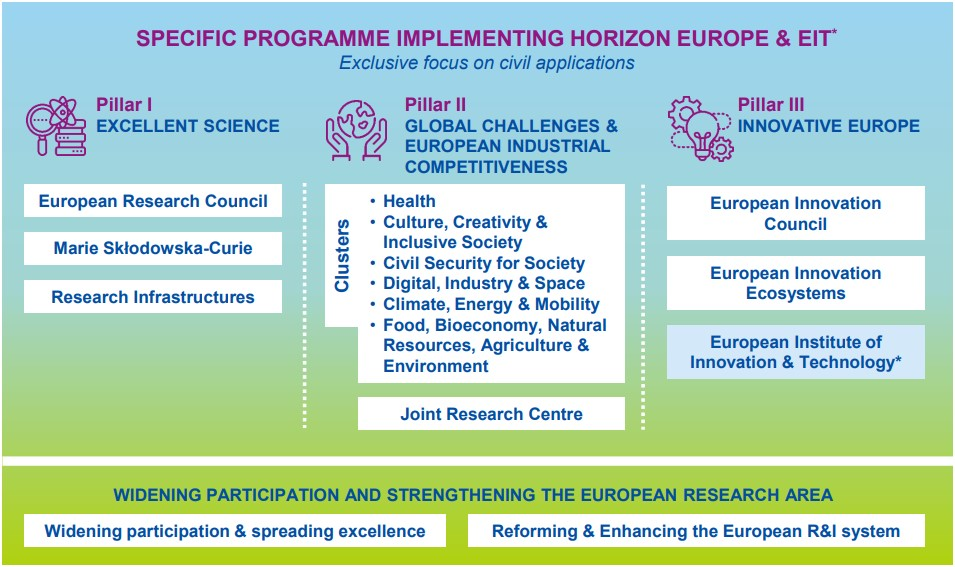 SPECIFIC PROGRAMME IMPLEMENTING HORIZON EUROPE & EIT*
Exclusive focus on civil applications
Pillar I
EXCELLENT SCIENCE
European Research Council
Marie Skłodowska-Curie
Research Infrastructures
Pillar II
GLOBAL CHALLENGES &
EUROPEAN INDUSTRIAL
COMPETITIVENESS
Clusters
• Health
• Culture, Creativity &
Inclusive Society
• Civil Security for Society
• Digital, Industry & Space
• Climate, Energy & Mobility
• Food, Bioeconomy, Natural
Resources, Agriculture &
Environment
Joint Research Centre
Pillar III
INNOVATIVE EUROPE
European Innovation
Council
European Innovation
Ecosystems
European Institute of
Innovation & Technology*
WIDENING PARTICIPATION AND STRENGTHENING THE EUROPEAN RESEARCH AREA
Widening participation & spreading excellence
Reforming & Enhancing the European R&I system